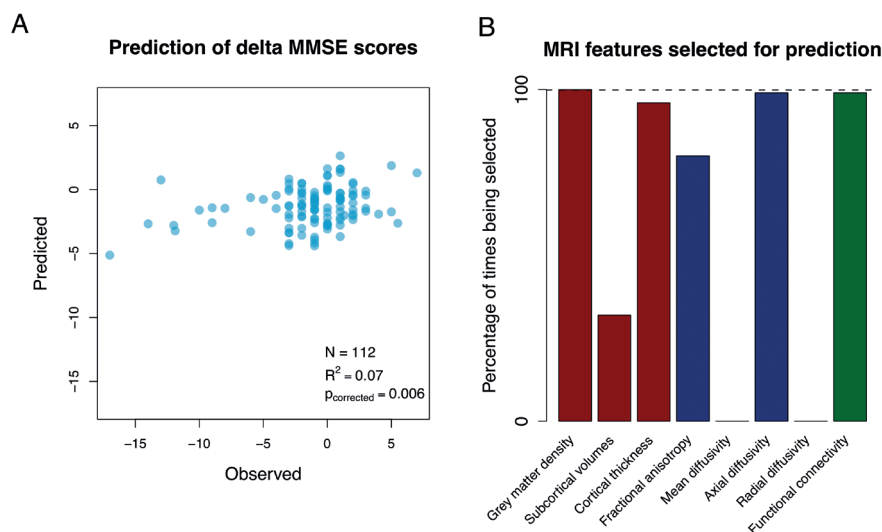 A
Prediction of delta MMSE scores
Predicted
5
0
−5
−10
−15
N = 112
R² = 0.07
pcorrected = 0.006
−15 −10 −5 0 5
Observed
B
MRI features selected for prediction
Percentage of times being selected
100
0
Grey matter density
Subcortical volumes
Cortical thickness
Fractional anisotropy
Mean diffusivity
Axial diffusivity
Radial diffusivity
Functional connectivity